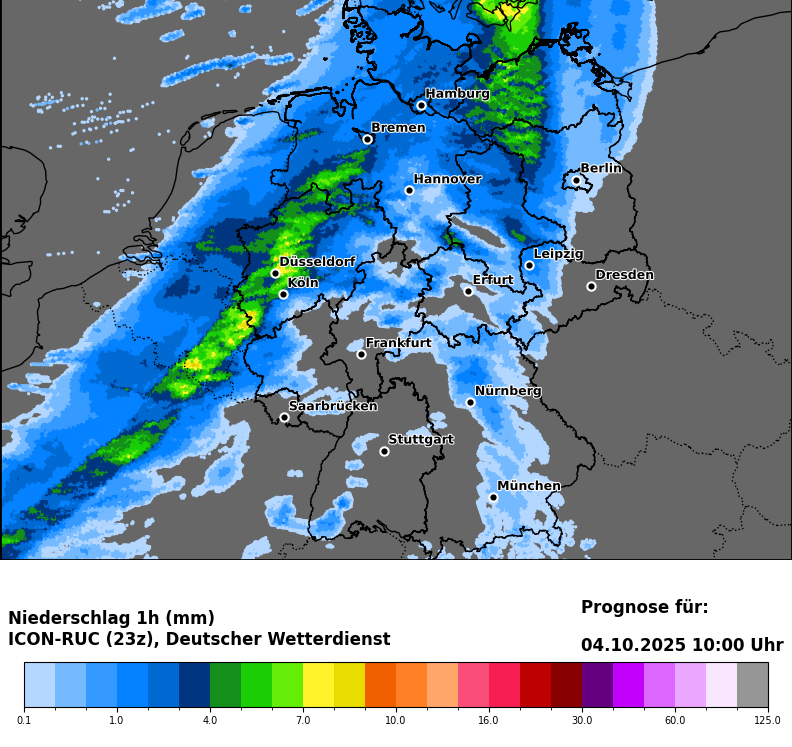 Hamburg
Bremen
Berlin
Hannover
Leipzig
Düsseldorf
Dresden
Erfurt
Köln
Frankfurt
Nürnberg
Saarbrücken
Stuttgart
München
Niederschlag 1h (mm)
ICON-RUC (23z), Deutscher Wetterdienst
Prognose für:
04.10.2025 10:00 Uhr
0.1 1.0 4.0 7.0 10.0 16.0 30.0 60.0 125.0